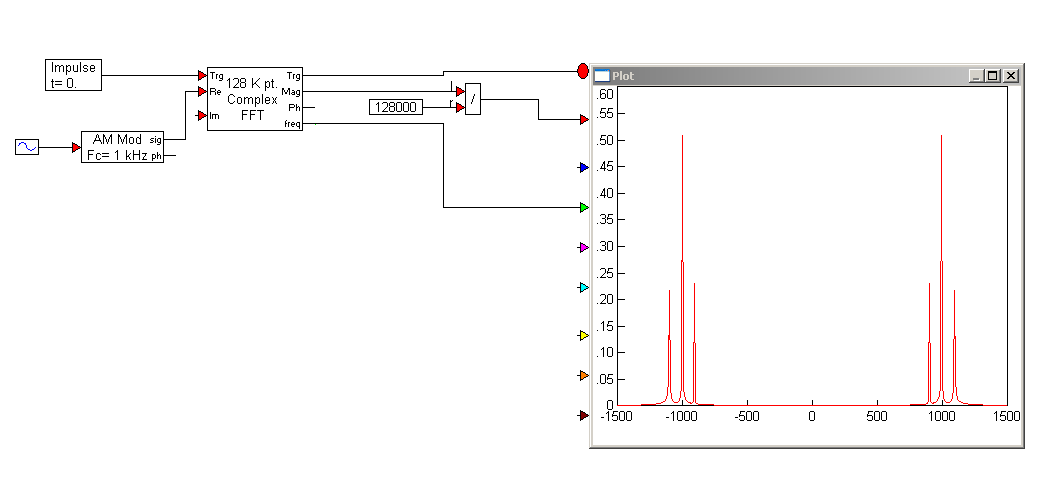 Impulse
t= 0.
Trg
Re
Im
128 K pt.
Complex
FFT
Trg
Mag
Ph
freq
AM Mod
Fc= 1 kHz
sig
ph
128000
l
r
/
Plot
.60
.55
.50
.45
.40
.35
.30
.25
.20
.15
.10
.05
0
-1500 -1000 -500 0 500 1000 1500